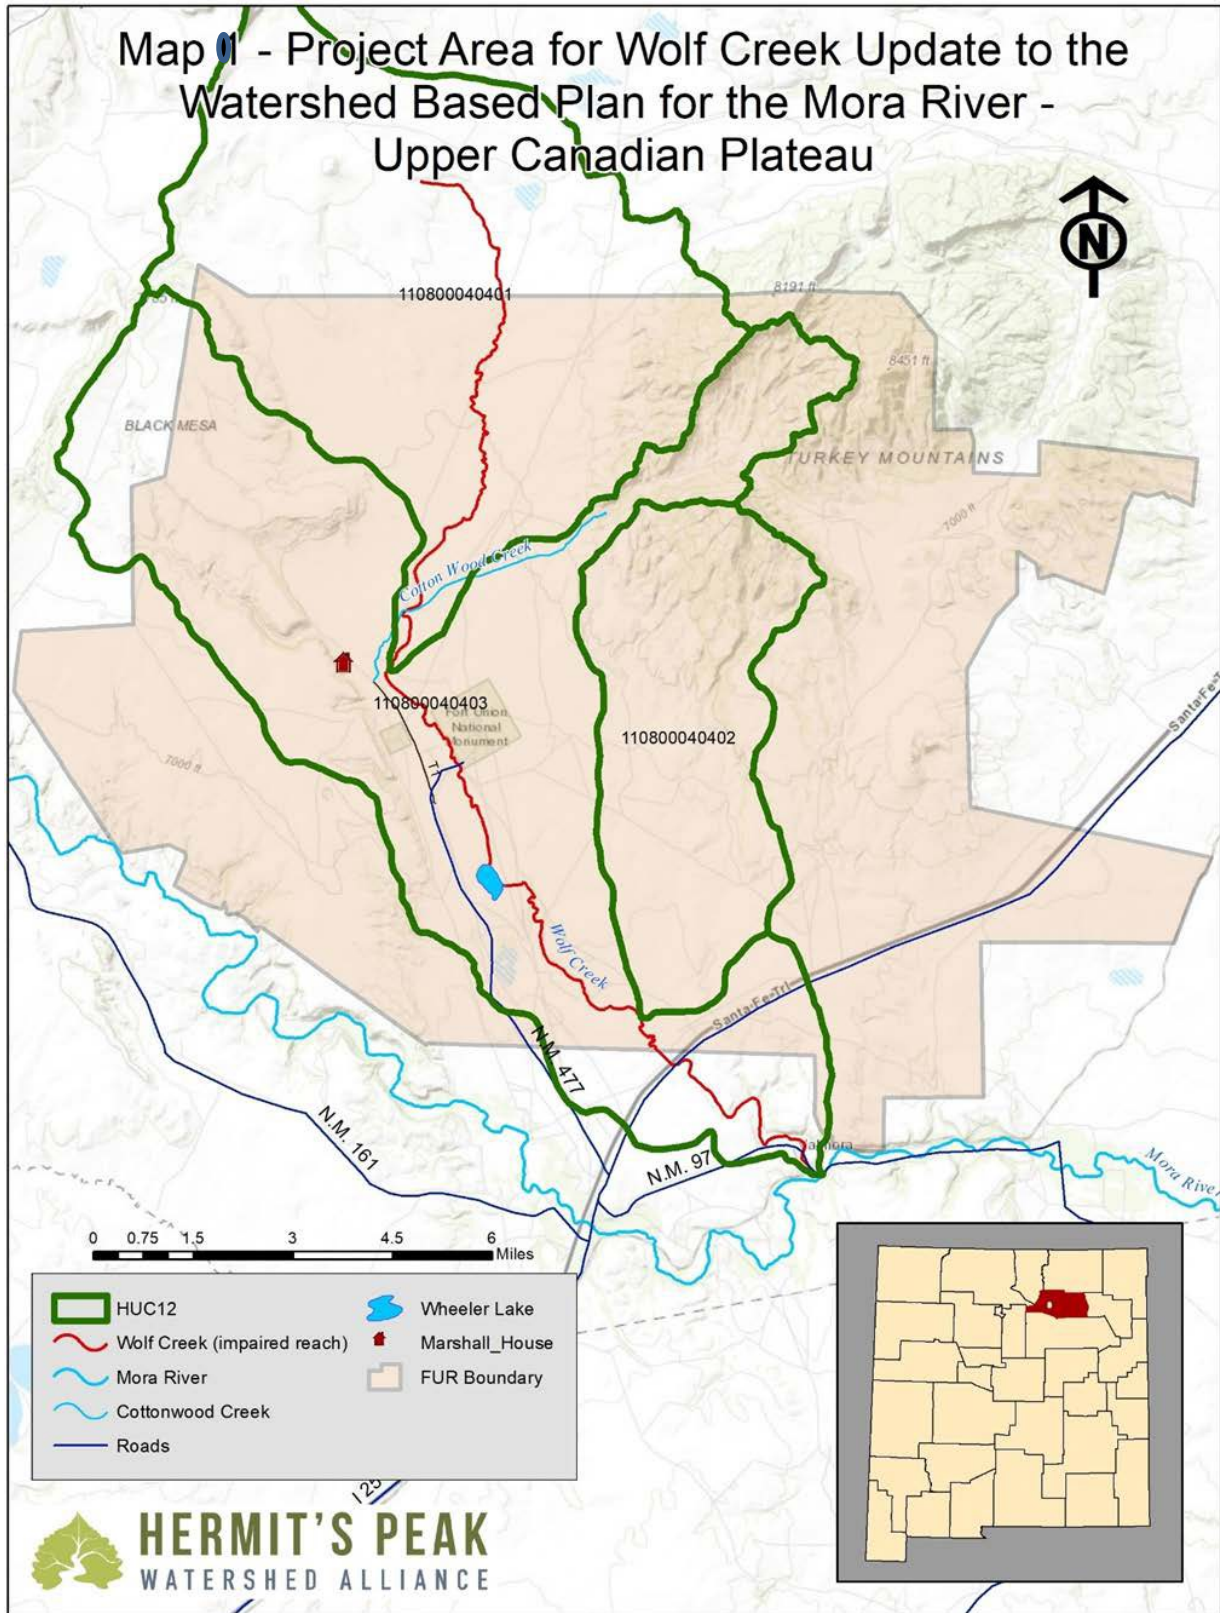 Map 1 - Project Area for Wolf Creek Update to the
Watershed Based Plan for the Mora River -
Upper Canadian Plateau
N
110800040401
8191 ft
8451 ft
BLACK MESA
TURKEY MOUNTAINS
7000 ft
Cotton Wood Creek
Santa-Fe-Tr
110800040403
Fort Union
National
Monument
110800040402
7000 ft
Wolf Creek
Santa-Fe-Trl
N.M. 477
N.M. 161
N.M. 97
Mora River
0 0.75 1.5 3 4.5 6
Miles
HUC12
Wolf Creek (impaired reach)
Mora River
Cottonwood Creek
Roads
Wheeler Lake
Marshall_House
FUR Boundary
I 25
HERMIT'S PEAK
WATERSHED ALLIANCE